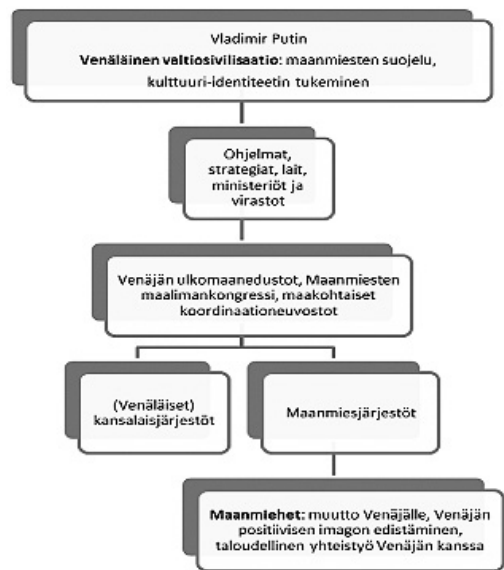 Vladimir Putin
Venäläinen valtiosivilisaatio: maanmiesten suojelu,
kulttuuri-identiteetin tukeminen
Ohjelmat,
strategiat, lait,
ministeriöt ja
virastot
Venäjän ulkomaanedustot, Maanmiesten
maailmankongressi, maakohtaiset
koordinaationeuvostot
(Venäläiset)
kansalaisjärjestöt
Maanmiesjärjestöt
Maanmiehet: muutto Venäjälle, Venäjän
positiivisen imagon edistäminen,
taloudellinen yhteistyö Venäjän kanssa